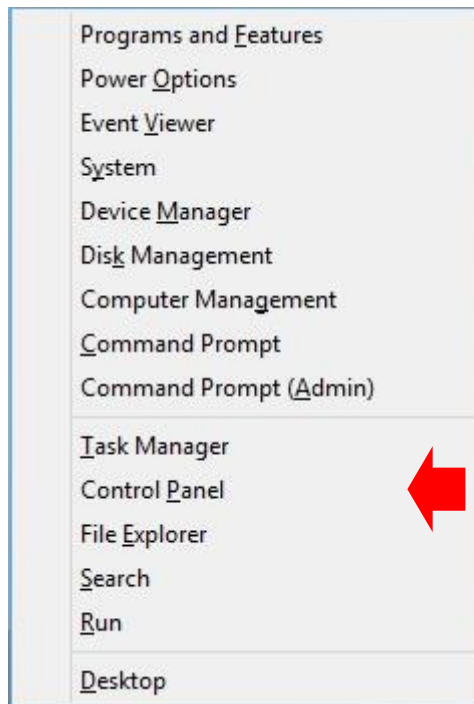 Programs and Features
Power Options
Event Viewer
System
Device Manager
Disk Management
Computer Management
Command Prompt
Command Prompt (Admin)
Task Manager
Control Panel
File Explorer
Search
Run
Desktop